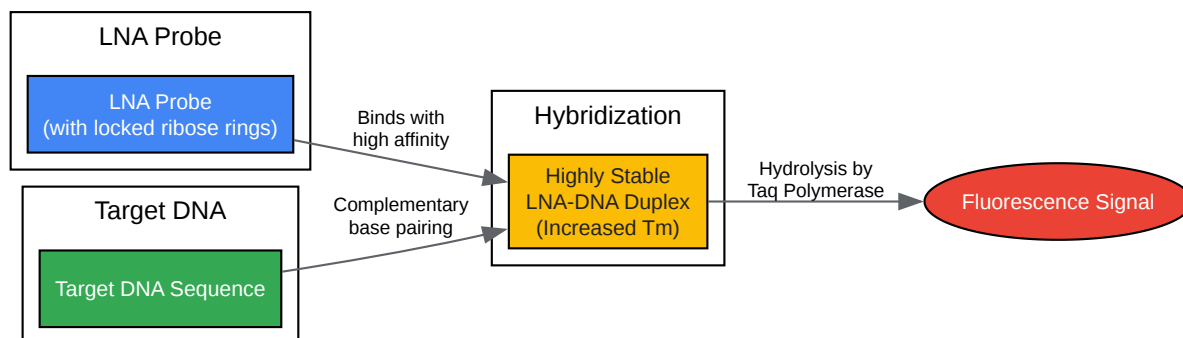 LNA Probe
LNA Probe
(with locked ribose rings)
Binds with
high affinity
Target DNA
Target DNA Sequence
Complementary
base pairing
Hybridization
Highly Stable
LNA-DNA Duplex
(Increased Tm)
Hydrolysis by
Taq Polymerase
Fluorescence Signal